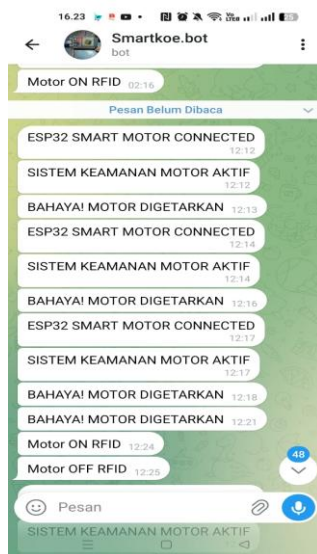 16.23
Smartkoe.bot
bot
Motor ON RFID 02:16
Pesan Belum Dibaca
ESP32 SMART MOTOR CONNECTED
12:12
SISTEM KEAMANAN MOTOR AKTIF
12:12
BAHAYA! MOTOR DIGETARKAN 12:13
ESP32 SMART MOTOR CONNECTED
12:14
SISTEM KEAMANAN MOTOR AKTIF
12:14
BAHAYA! MOTOR DIGETARKAN 12:16
ESP32 SMART MOTOR CONNECTED
12:17
SISTEM KEAMANAN MOTOR AKTIF
12:17
BAHAYA! MOTOR DIGETARKAN 12:18
BAHAYA! MOTOR DIGETARKAN 12:21
Motor ON RFID 12:24
48
Motor OFF RFID 12:25
Pesan
SISTEM KEAMANAN MOTOR AKTIF